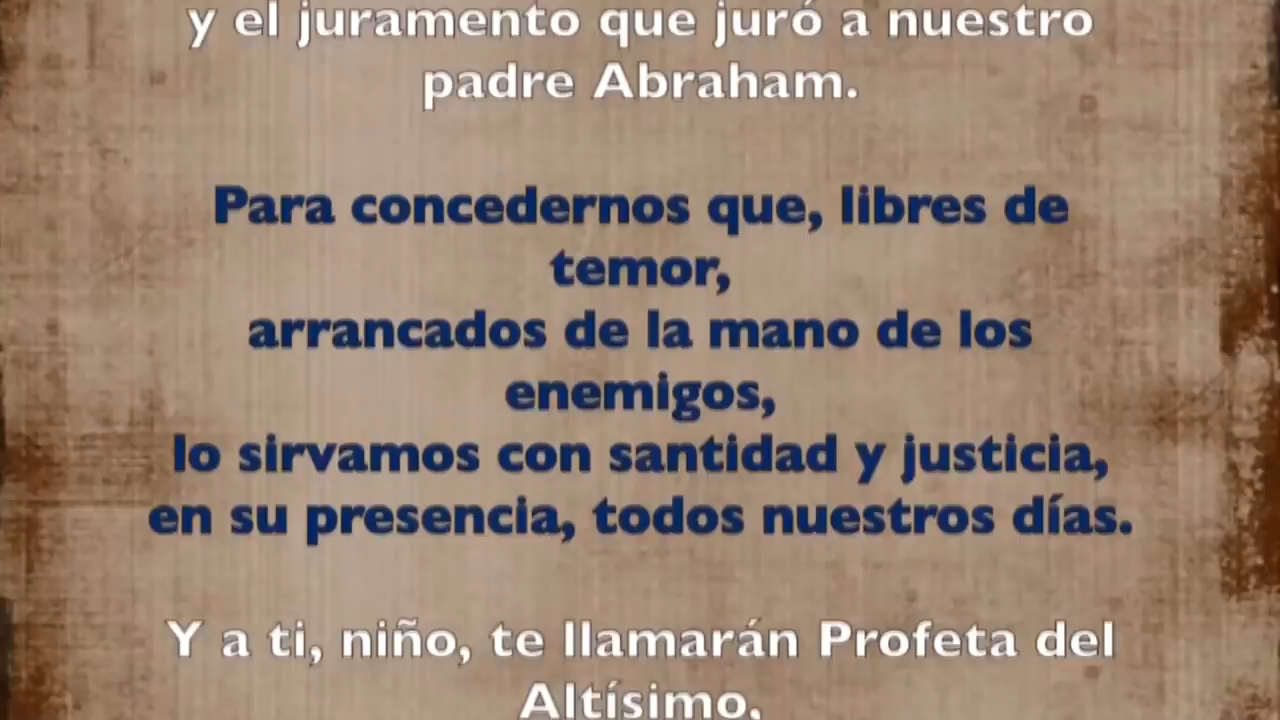 y el juramento que juró a nuestro
padre Abraham.
Para concedernos que, libres de
temor,
arrancados de la mano de los
enemigos,
lo sirvamos con santidad y justicia,
en su presencia, todos nuestros días.
Y a ti, niño, te llamarán Profeta del
Altísimo,